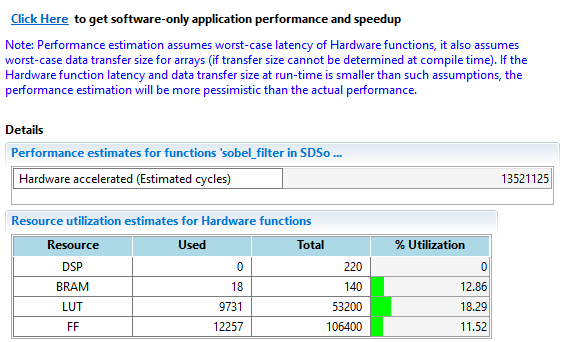 Click Here to get software-only application performance and speedup
Note: Performance estimation assumes worst-case latency of Hardware functions, it also assumes
worst-case data transfer size for arrays (if transfer size cannot be determined at compile time). If the
Hardware function latency and data transfer size at run-time is smaller than such assumptions, the
performance estimation will be more pessimistic than the actual performance.
Details
Performance estimates for functions 'sobel_filter in SDSo ...
Hardware accelerated (Estimated cycles) 13521125
Resource utilization estimates for Hardware functions
Resource Used Total % Utilization
DSP 0 220 0
BRAM 18 140 12.86
LUT 9731 53200 18.29
FF 12257 106400 11.52